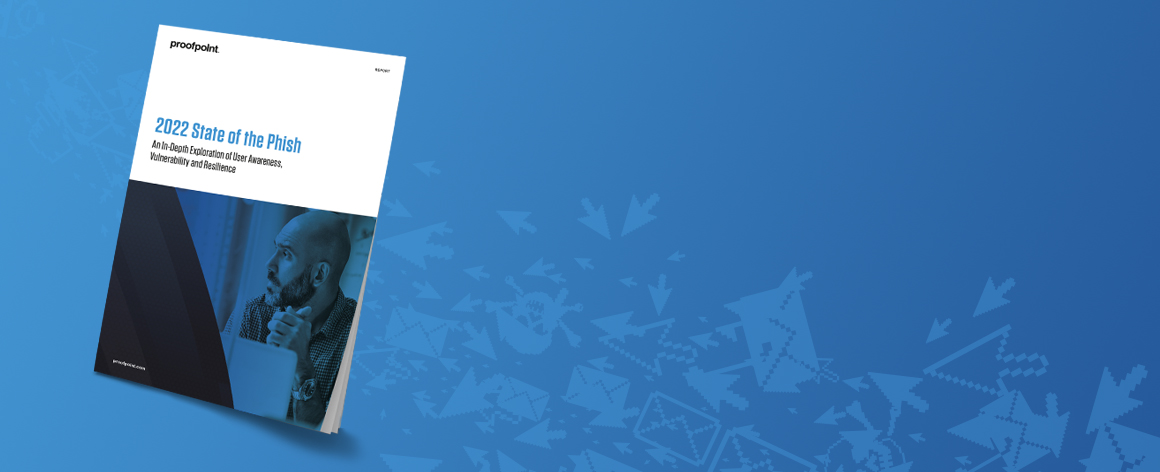 proofpoint.
REPORT
2022 State of the Phish
An In-Depth Exploration of User Awareness,
Vulnerability and Resilience
proofpoint.com